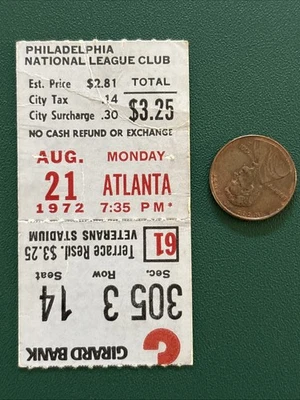 PHILADELPHIA
NATIONAL LEAGUE CLUB
Est. Price $2.81 TOTAL
City Tax .14 $3.25
City Surcharge .30
NO CASH REFUND OR EXCHANGE
AUG. MONDAY
21 ATLANTA
1972 7:35 PM*
GIRARD BANK
Sec. Row Seat
305 3 14
Terrace Resd. $3.25
VETERANS STADIUM
61